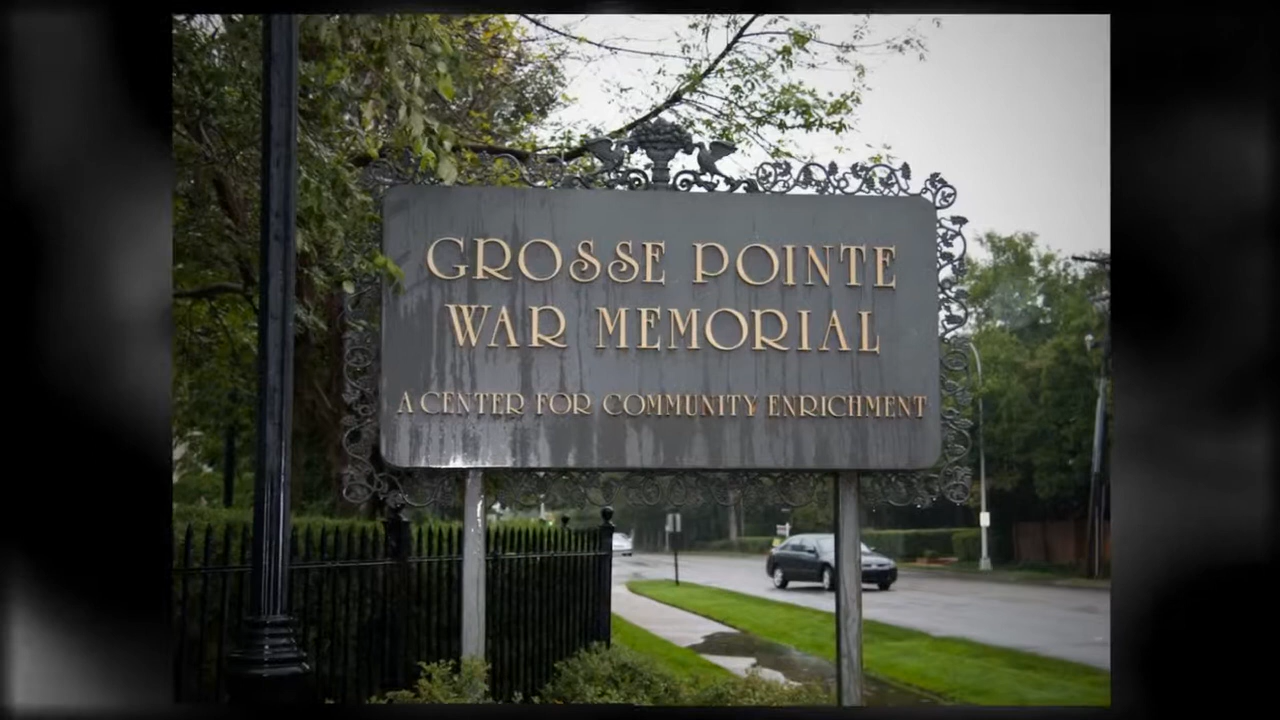 GROSSE POINTE
WAR MEMORIAL
A CENTER FOR COMMUNITY ENRICHMENT